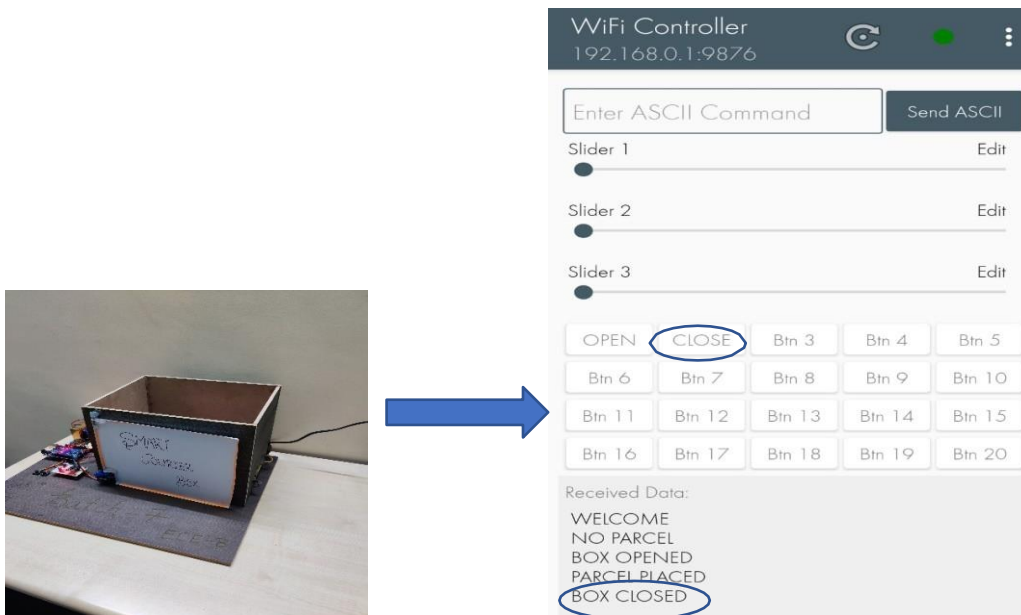 WiFi Controller
192.168.0.1:9876
Enter ASCII Command
Send ASCII
Slider 1
Edit
Slider 2
Edit
Slider 3
Edit
OPEN CLOSE Btn 3 Btn 4 Btn 5
Btn 6 Btn 7 Btn 8 Btn 9 Btn 10
Btn 11 Btn 12 Btn 13 Btn 14 Btn 15
Btn 16 Btn 17 Btn 18 Btn 19 Btn 20
SMART
COURIER
BOX
ECE-B
Received Data:
WELCOME
NO PARCEL
BOX OPENED
PARCEL PLACED
BOX CLOSED